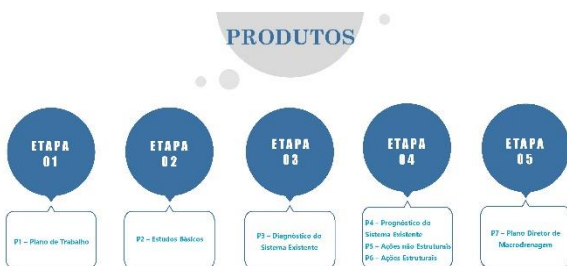 PRODUTOS
ETAPA
01
ETAPA
02
ETAPA
03
ETAPA
04
ETAPA
05
P1 – Plano de Trabalho
P2 – Estudos Básicos
P3 – Diagnóstico do
Sistema Existente
P4 – Prognóstico do
Sistema Existente
P5 – Ações não Estruturais
P6 – Ações Estruturais
P7 – Plano Diretor de
Macrodrenagem